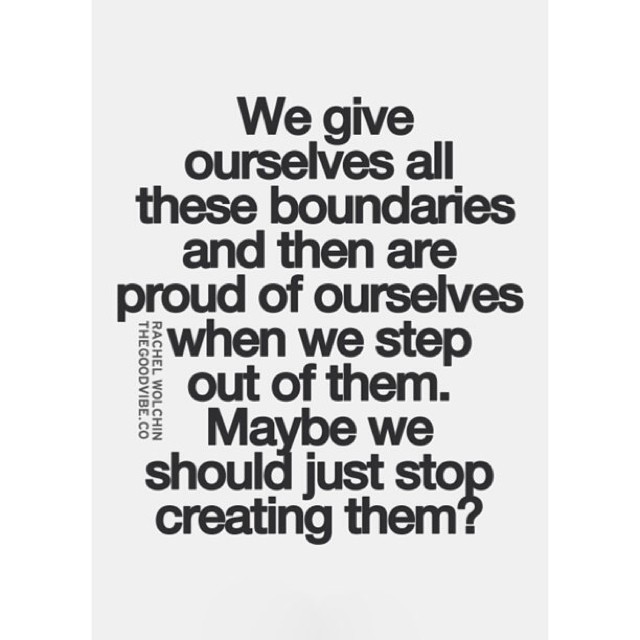 We give
ourselves all
these boundaries
and then are
proud of ourselves
when we step
out of them.
Maybe we
should just stop
creating them?
RACHEL WOLCHIN
THEGOODVIBE.CO